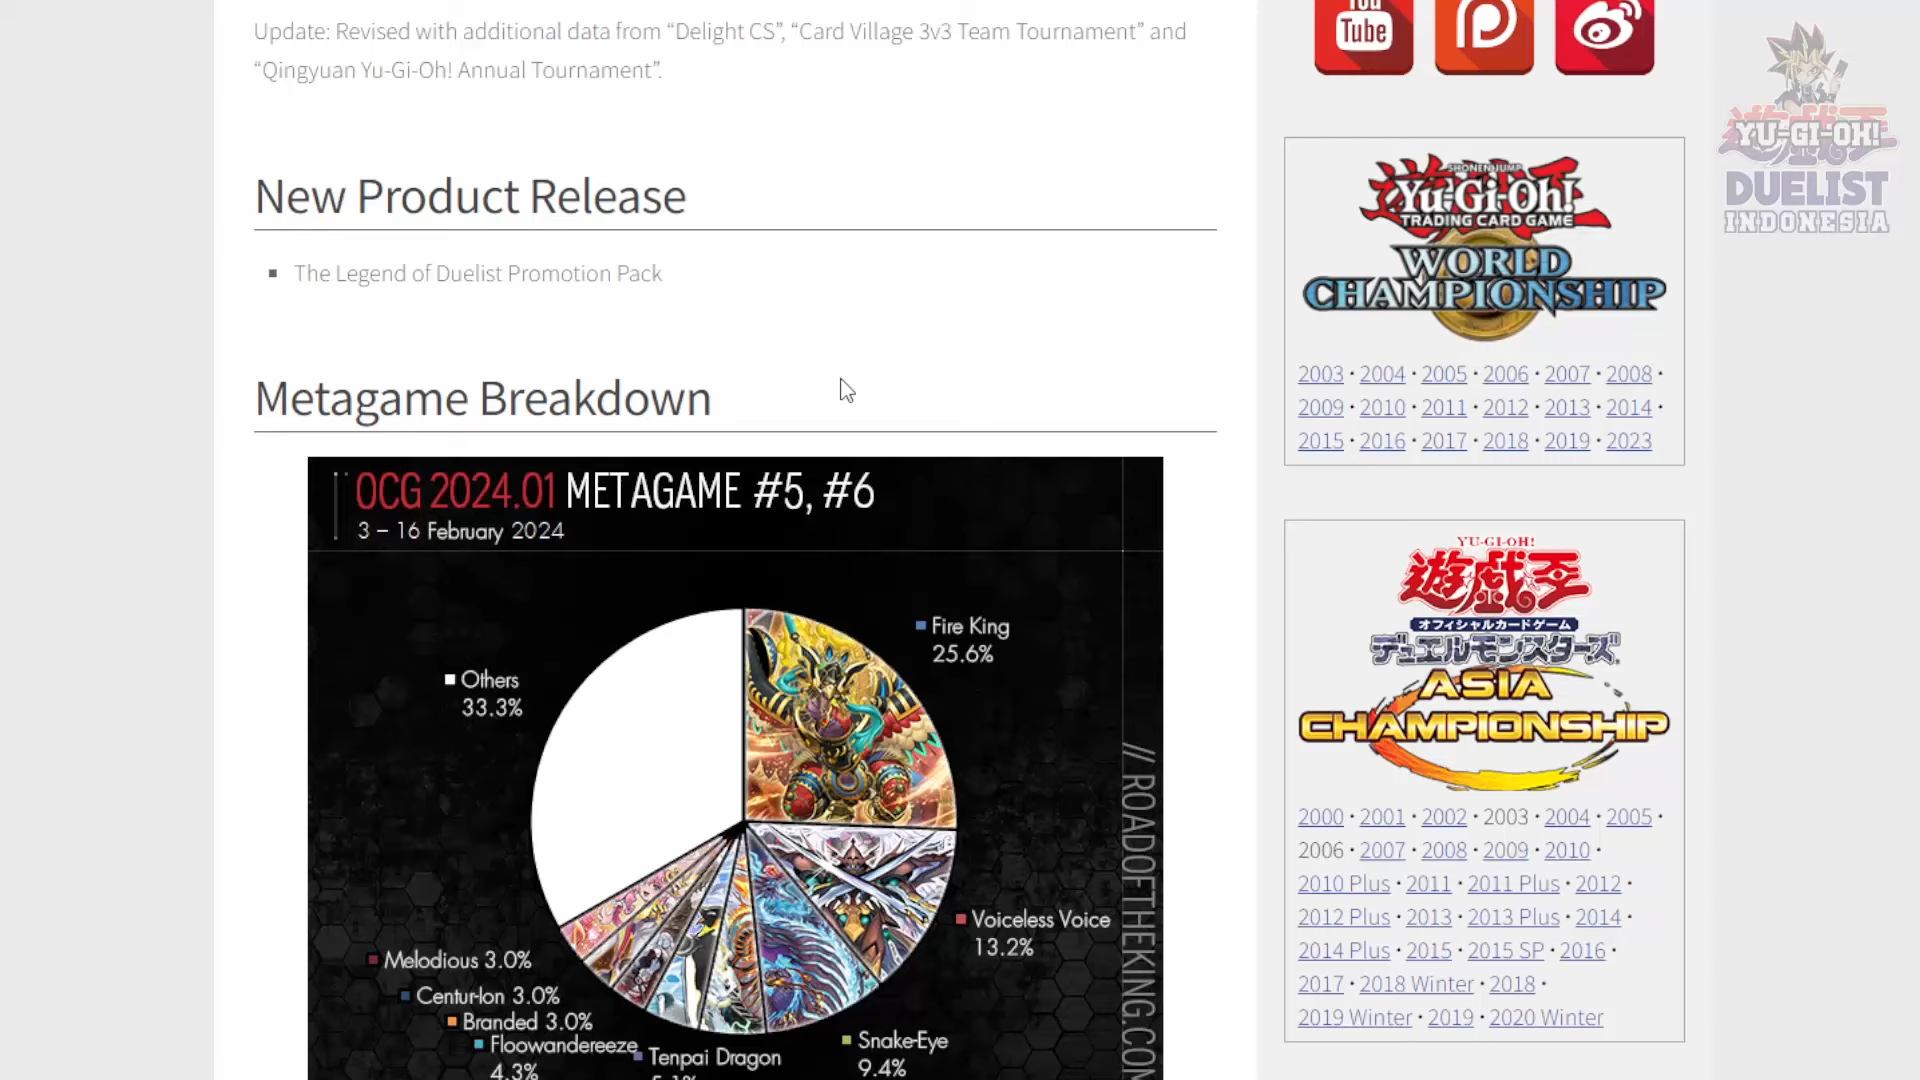 Update: Revised with additional data from “Delight CS”, “Card Village 3v3 Team Tournament” and
“Qingyuan Yu-Gi-Oh! Annual Tournament”.
New Product Release
The Legend of Duelist Promotion Pack
Metagame Breakdown
OCG 2024.01 METAGAME #5, #6
3 – 16 February 2024
Fire King
25.6%
Others
33.3%
Voiceless Voice
13.2%
Melodious 3.0%
Centur-Ion 3.0%
Branded 3.0%
Floowandereeze
4.3%
Tenpai Dragon
5.1%
Snake-Eye
9.4%
// ROADOFTHEKING.COM
You
Tube
SHONEN JUMP
Yu-Gi-Oh!
TRADING CARD GAME
WORLD
CHAMPIONSHIP
2003 · 2004 · 2005 · 2006 · 2007 · 2008 ·
2009 · 2010 · 2011 · 2012 · 2013 · 2014 ·
2015 · 2016 · 2017 · 2018 · 2019 · 2023
YU-GI-OH!
遊戯王
オフィシャルカードゲーム
デュエルモンスターズ
ASIA
CHAMPIONSHIP
2000 · 2001 · 2002 · 2003 · 2004 · 2005 ·
2006 · 2007 · 2008 · 2009 · 2010 ·
2010 Plus · 2011 · 2011 Plus · 2012 ·
2012 Plus · 2013 · 2013 Plus · 2014 ·
2014 Plus · 2015 · 2015 SP · 2016 ·
2017 · 2018 Winter · 2018 ·
2019 Winter · 2019 · 2020 Winter
YU-GI-OH!
DUELIST
INDONESIA